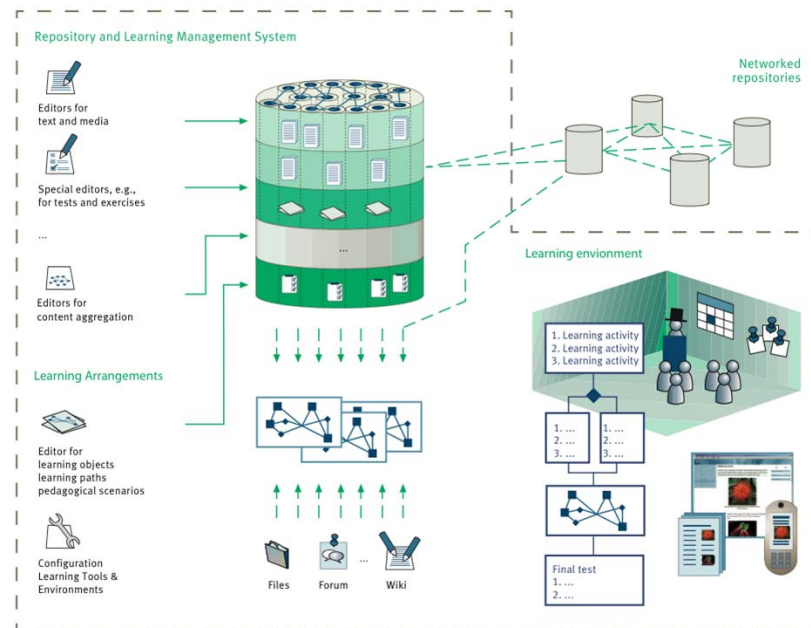 Repository and Learning Management System
Editors for
text and media
Special editors, e.g.,
for tests and exercises
...
Editors for
content aggregation
...
Networked
repositories
Learning Arrangements
Editor for
learning objects
learning paths
pedagogical scenarios
Configuration
Learning Tools &
Environments
Files
Forum
...
Wiki
Learning envionment
1. Learning activity
2. Learning activity
3. Learning activity
1. ...
2. ...
3. ...
1. ...
2. ...
3. ...
Final test
1. ...
2. ...